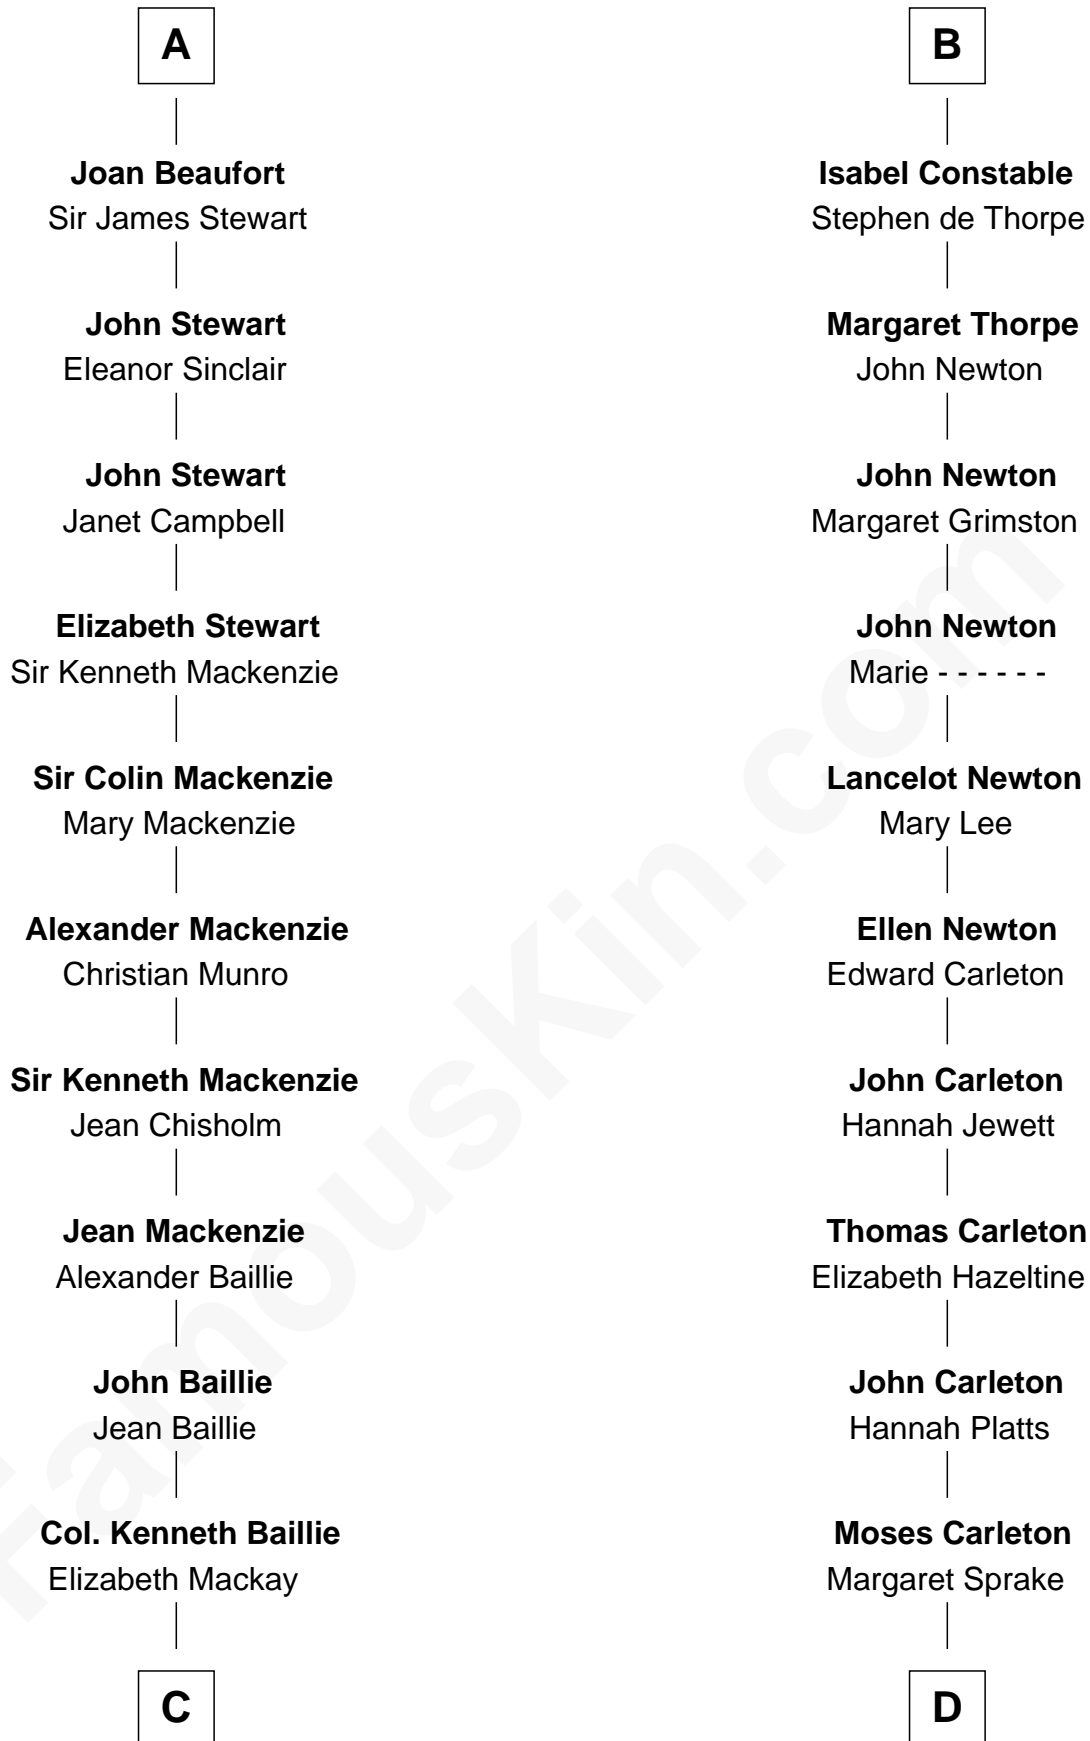 A
Joan Beaufort
Sir James Stewart
John Stewart
Eleanor Sinclair
John Stewart
Janet Campbell
Elizabeth Stewart
Sir Kenneth Mackenzie
Sir Colin Mackenzie
Mary Mackenzie
Alexander Mackenzie
Christian Munro
Sir Kenneth Mackenzie
Jean Chisholm
Jean Mackenzie
Alexander Baillie
John Baillie
Jean Baillie
Col. Kenneth Baillie
Elizabeth Mackay
C
B
Isabel Constable
Stephen de Thorpe
Margaret Thorpe
John Newton
John Newton
Margaret Grimston
John Newton
Marie - - - - - -
Lancelot Newton
Mary Lee
Ellen Newton
Edward Carleton
John Carleton
Hannah Jewett
Thomas Carleton
Elizabeth Hazeltine
John Carleton
Hannah Platts
Moses Carleton
Margaret Sprake
D
FamousKin.com